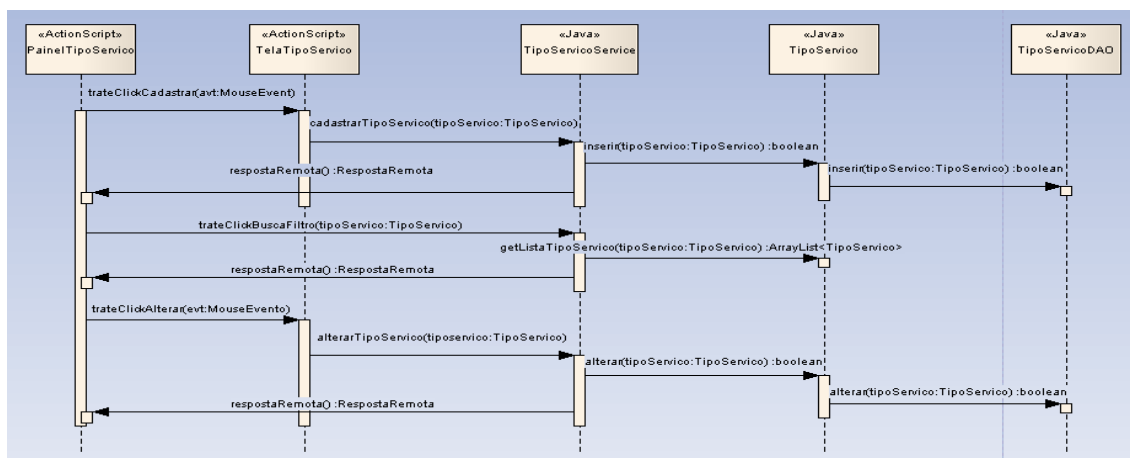 «ActionScript»
PainelTipoServico
«ActionScript»
TelaTipoServico
«Java»
TipoServicoService
«Java»
TipoServico
«Java»
TipoServicoDAO
trateClickCadastrar(avt:MouseEvent)
cadastrarTipoServico(tipoServico:TipoServico)
inserir(tipoServico:TipoServico) :boolean
inserir(tipoServico:TipoServico) :boolean
respostaRemota() :RespostaRemota
trateClickBuscaFiltro(tipoServico:TipoServico)
getListaTipoServico(tipoServico:TipoServico) :ArrayList<TipoServico>
respostaRemota() :RespostaRemota
trateClickAlterar(evt:MouseEvento)
alterarTipoServico(tiposervico:TipoServico)
alterar(tipoServico:TipoServico) :boolean
alterar(tipoServico:TipoServico) :boolean
respostaRemota() :RespostaRemota